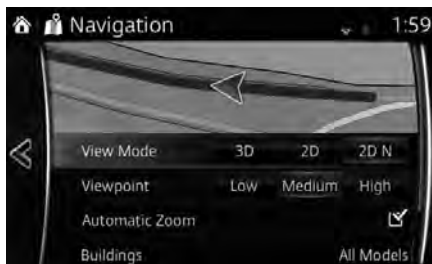 Navigation 1:59
View Mode 3D 2D 2D N
Viewpoint Low Medium High
Automatic Zoom
Buildings All Models